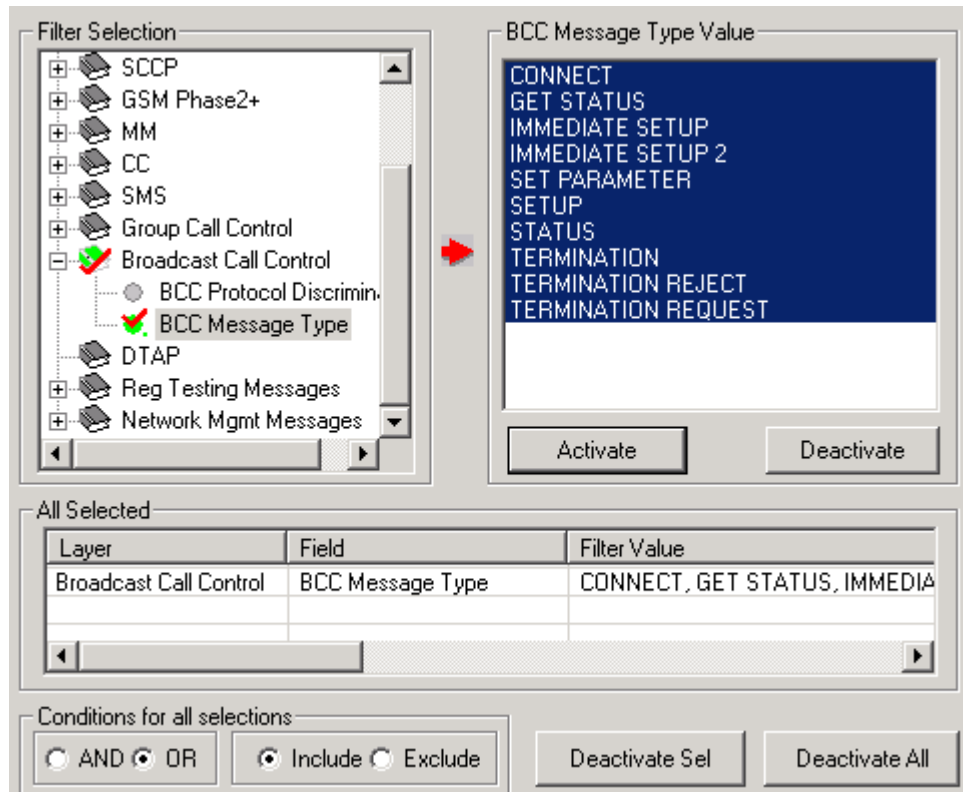 Filter Selection
SCCP
GSM Phase2+
MM
CC
SMS
Group Call Control
Broadcast Call Control
BCC Protocol Discrimin
BCC Message Type
DTAP
Reg Testing Messages
Network Mgmt Messages
BCC Message Type Value
CONNECT
GET STATUS
IMMEDIATE SETUP
IMMEDIATE SETUP 2
SET PARAMETER
SETUP
STATUS
TERMINATION
TERMINATION REJECT
TERMINATION REQUEST
Activate Deactivate
All Selected
Layer Field Filter Value
Broadcast Call Control BCC Message Type CONNECT, GET STATUS, IMMEDIA
Conditions for all selections
AND OR Include Exclude Deactivate Sel Deactivate All